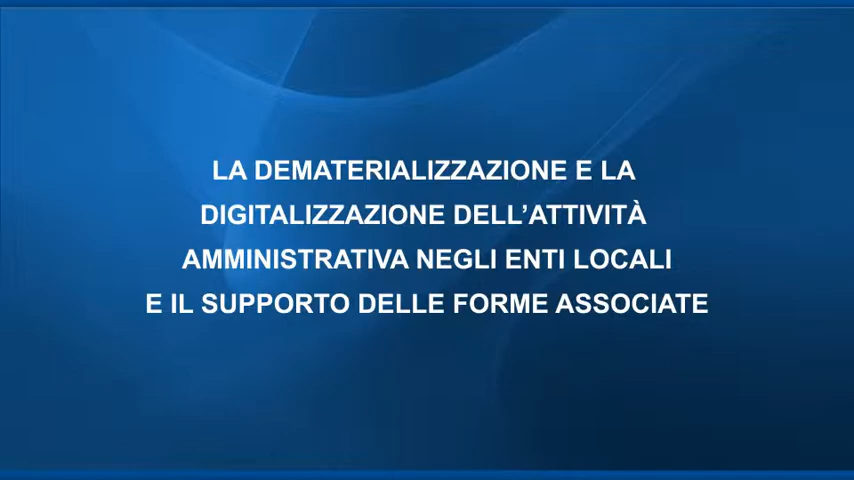 LA DEMATERIALIZZAZIONE E LA
DIGITALIZZAZIONE DELL’ATTIVITÀ
AMMINISTRATIVA NEGLI ENTI LOCALI
E IL SUPPORTO DELLE FORME ASSOCIATE